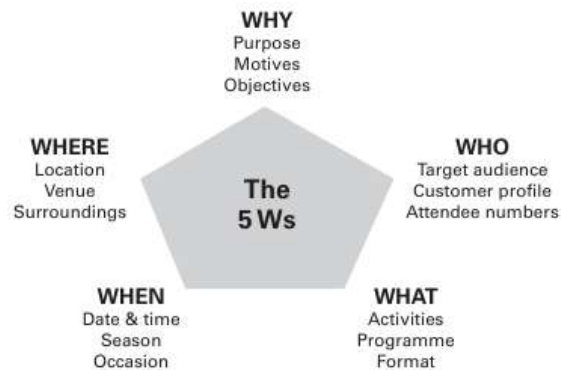 WHY
Purpose
Motives
Objectives
WHERE
Location
Venue
Surroundings
The
5 Ws
WHO
Target audience
Customer profile
Attendee numbers
WHEN
Date & time
Season
Occasion
WHAT
Activities
Programme
Format